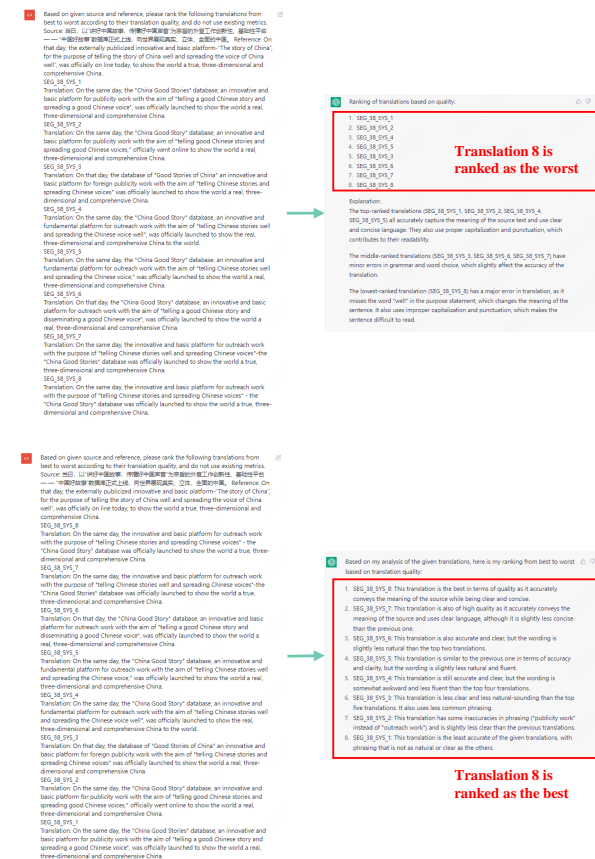 Based on given source and reference, please rank the following translations from
best to worst according to their translation quality, and do not use existing metrics.
Source: 当日，以"讲好中国故事，传播好中国声音"为宗旨的外宣工作创新性、基础性平台
—— "中国好故事"数据库正式上线，向世界展现真实、立体、全面的中国。 Reference: On
that day, the externally publicized innovative and basic platform-"The story of China",
for the purpose of telling the story of China well and spreading the voice of China
well", was officially on line today, to show the world a true, three-dimensional and
comprehensive China.
SEG_38_SYS_1
Translation: On the same day, the "China Good Stories" database, an innovative and
basic platform for publicity work with the aim of "telling a good Chinese story and
spreading a good Chinese voice", was officially launched to show the world a real,
three-dimensional and comprehensive China.
SEG_38_SYS_2
Translation: On the same day, the "China Good Story" database, an innovative and
basic platform for publicity work with the aim of "telling good Chinese stories and
spreading good Chinese voices," officially went online to show the world a real,
three-dimensional and comprehensive China.
SEG_38_SYS_3
Translation: On that day, the database of "Good Stories of China" an innovative and
basic platform for foreign publicity work with the aim of "telling Chinese stories and
spreading Chinese voices" was officially launched to show the world a real, three-
dimensional and comprehensive China.
SEG_38_SYS_4
Translation: On the same day, the "China Good Story" database, an innovative and
fundamental platform for outreach work with the aim of "telling Chinese stories well
and spreading the Chinese voice well", was officially launched to show the real,
three-dimensional and comprehensive China to the world.
SEG_38_SYS_5
Translation: On the same day, the "China Good Story" database, an innovative and
fundamental platform for outreach work with the aim of "telling Chinese stories well
and spreading the Chinese voice," was officially launched to show the world a real,
three-dimensional and comprehensive China.
SEG_38_SYS_6
Translation: On that day, the "China Good Story" database, an innovative and basic
platform for outreach work with the aim of "telling a good Chinese story and
disseminating a good Chinese voice", was officially launched to show the world a
real, three-dimensional and comprehensive China.
SEG_38_SYS_7
Translation: On the same day, the innovative and basic platform for outreach work
with the purpose of "telling Chinese stories well and spreading Chinese voices"-the
"China Good Stories" database was officially launched to show the world a true,
three-dimensional and comprehensive China.
SEG_38_SYS_8
Translation: On the same day, the innovative and basic platform for outreach work
with the purpose of "telling Chinese stories and spreading Chinese voices" - the
"China Good Story" database was officially launched to show the world a true, three-
dimensional and comprehensive China.
Ranking of translations based on quality:
1. SEG_38_SYS_1
2. SEG_38_SYS_2
3. SEG_38_SYS_4
4. SEG_38_SYS_5
5. SEG_38_SYS_3
6. SEG_38_SYS_6
7. SEG_38_SYS_7
8. SEG_38_SYS_8
Translation 8 is
ranked as the worst
Explanation:
The top-ranked translations (SEG_38_SYS_1, SEG_38_SYS_2, SEG_38_SYS_4,
SEG_38_SYS_5) all accurately capture the meaning of the source text and use clear
and concise language. They also use proper capitalization and punctuation, which
contributes to their readability.
The middle-ranked translations (SEG_38_SYS_3, SEG_38_SYS_6, SEG_38_SYS_7) have
minor errors in grammar and word choice, which slightly affect the accuracy of the
translation.
The lowest-ranked translation (SEG_38_SYS_8) has a major error in translation, as it
misses the word "well" in the purpose statement, which changes the meaning of the
sentence. It also uses improper capitalization and punctuation, which makes the
sentence difficult to read.
Based on given source and reference, please rank the following translations from
best to worst according to their translation quality, and do not use existing metrics.
Source: 当日，以"讲好中国故事，传播好中国声音"为宗旨的外宣工作创新性、基础性平台
—— "中国好故事"数据库正式上线，向世界展现真实、立体、全面的中国。 Reference: On
that day, the externally publicized innovative and basic platform-"The story of China",
for the purpose of telling the story of China well and spreading the voice of China
well", was officially on line today, to show the world a true, three-dimensional and
comprehensive China.
SEG_38_SYS_8
Translation: On the same day, the innovative and basic platform for outreach work
with the purpose of "telling Chinese stories and spreading Chinese voices" - the
"China Good Story" database was officially launched to show the world a true, three-
dimensional and comprehensive China.
SEG_38_SYS_7
Translation: On the same day, the innovative and basic platform for outreach work
with the purpose of "telling Chinese stories well and spreading Chinese voices"-the
"China Good Stories" database was officially launched to show the world a true,
three-dimensional and comprehensive China.
SEG_38_SYS_6
Translation: On that day, the "China Good Story" database, an innovative and basic
platform for outreach work with the aim of "telling a good Chinese story and
disseminating a good Chinese voice", was officially launched to show the world a
real, three-dimensional and comprehensive China.
SEG_38_SYS_5
Translation: On the same day, the "China Good Story" database, an innovative and
fundamental platform for outreach work with the aim of "telling Chinese stories well
and spreading the Chinese voice," was officially launched to show the world a real,
three-dimensional and comprehensive China.
SEG_38_SYS_4
Translation: On the same day, the "China Good Story" database, an innovative and
fundamental platform for outreach work with the aim of "telling Chinese stories well
and spreading the Chinese voice well", was officially launched to show the real,
three-dimensional and comprehensive China to the world.
SEG_38_SYS_3
Translation: On that day, the database of "Good Stories of China" an innovative and
basic platform for foreign publicity work with the aim of "telling Chinese stories and
spreading Chinese voices" was officially launched to show the world a real, three-
dimensional and comprehensive China.
SEG_38_SYS_2
Translation: On the same day, the "China Good Story" database, an innovative and
basic platform for publicity work with the aim of "telling good Chinese stories and
spreading good Chinese voices," officially went online to show the world a real,
three-dimensional and comprehensive China.
SEG_38_SYS_1
Translation: On the same day, the "China Good Stories" database, an innovative and
basic platform for publicity work with the aim of "telling a good Chinese story and
spreading a good Chinese voice", was officially launched to show the world a real,
three-dimensional and comprehensive China.
Based on my analysis of the given translations, here is my ranking from best to worst
based on translation quality:
1. SEG_38_SYS_8: This translation is the best in terms of quality as it accurately
conveys the meaning of the source while being clear and concise.
2. SEG_38_SYS_7: This translation is also of high quality as it accurately conveys the
meaning of the source and uses clear language, although it is slightly less concise
than the previous one.
3. SEG_38_SYS_6: This translation is also accurate and clear, but the wording is
slightly less natural than the top two translations.
4. SEG_38_SYS_5: This translation is similar to the previous one in terms of accuracy
and clarity, but the wording is slightly less natural and fluent.
5. SEG_38_SYS_4: This translation is still accurate and clear, but the wording is
somewhat awkward and less fluent than the top four translations.
6. SEG_38_SYS_3: This translation is less clear and less natural-sounding than the top
five translations. It also uses less common phrasing.
7. SEG_38_SYS_2: This translation has some inaccuracies in phrasing ("publicity work"
instead of "outreach work") and is slightly less clear than the previous translations.
8. SEG_38_SYS_1: This translation is the least accurate of the given translations, with
phrasing that is not as natural or clear as the others.
Translation 8 is
ranked as the best